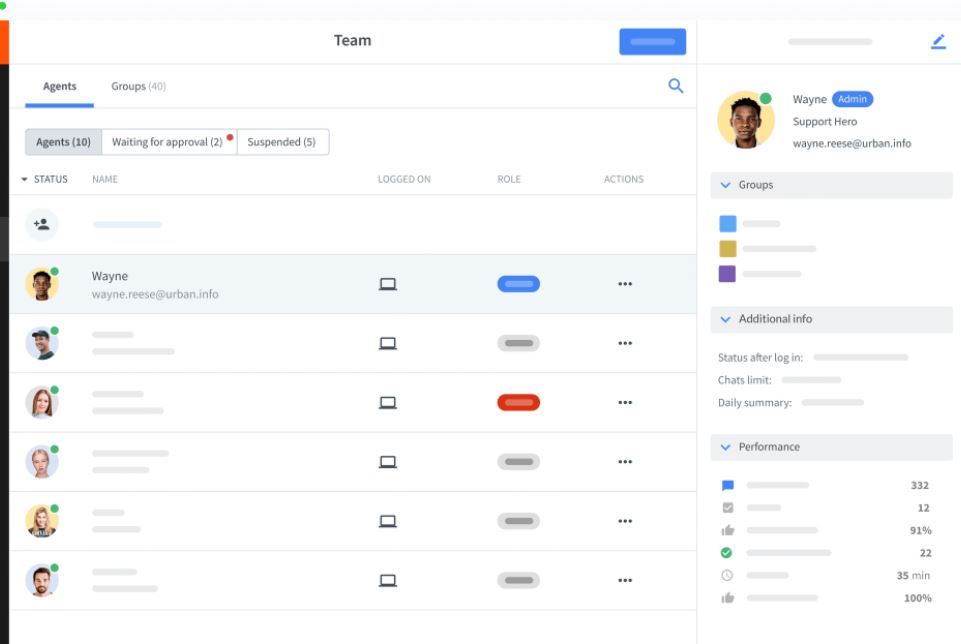 Team
Agents
Groups (40)
Agents (10)
Waiting for approval (2)
Suspended (5)
STATUS
NAME
LOGGED ON
ROLE
ACTIONS
Wayne
wayne.reese@urban.info
Wayne Admin
Support Hero
wayne.reese@urban.info
Groups
Additional info
Status after log in:
Chats limit:
Daily summary:
Performance
332
12
91%
22
35 min
100%